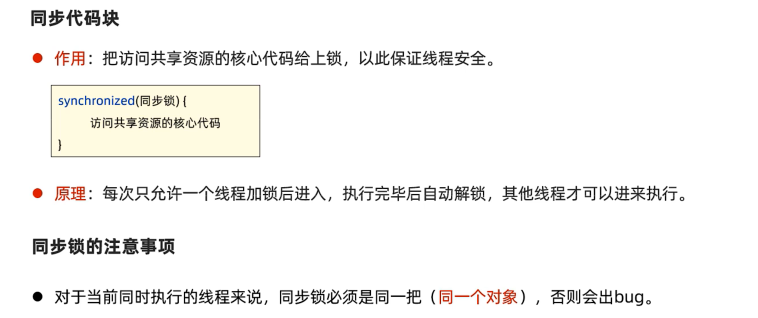 同步代码块
作用：把访问共享资源的核心代码给上锁，以此保证线程安全。
synchronized(同步锁) {
访问共享资源的核心代码
}
原理：每次只允许一个线程加锁后进入，执行完毕后自动解锁，其他线程才可以进来执行。
同步锁的注意事项
对于当前同时执行的线程来说，同步锁必须是同一把（同一个对象），否则会出bug。